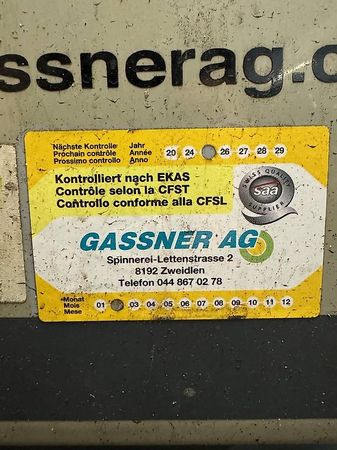 ssnerag.c
Nächste Kontrolle Jahr
Prochain contrôle Année
Prossimo controllo Anno
20 24 26 27 28 29
Kontrolliert nach EKAS
Contrôle selon la CFST
Controllo conforme alla CFSL
SWISS QUALITY
saa
SUPPLIER
GASSNER AG
Spinnerei-Lettenstrasse 2
8192 Zweidlen
Telefon 044 867 02 78
Monat
Mois
Mese
01 03 04 05 06 07 08 09 10 11 12